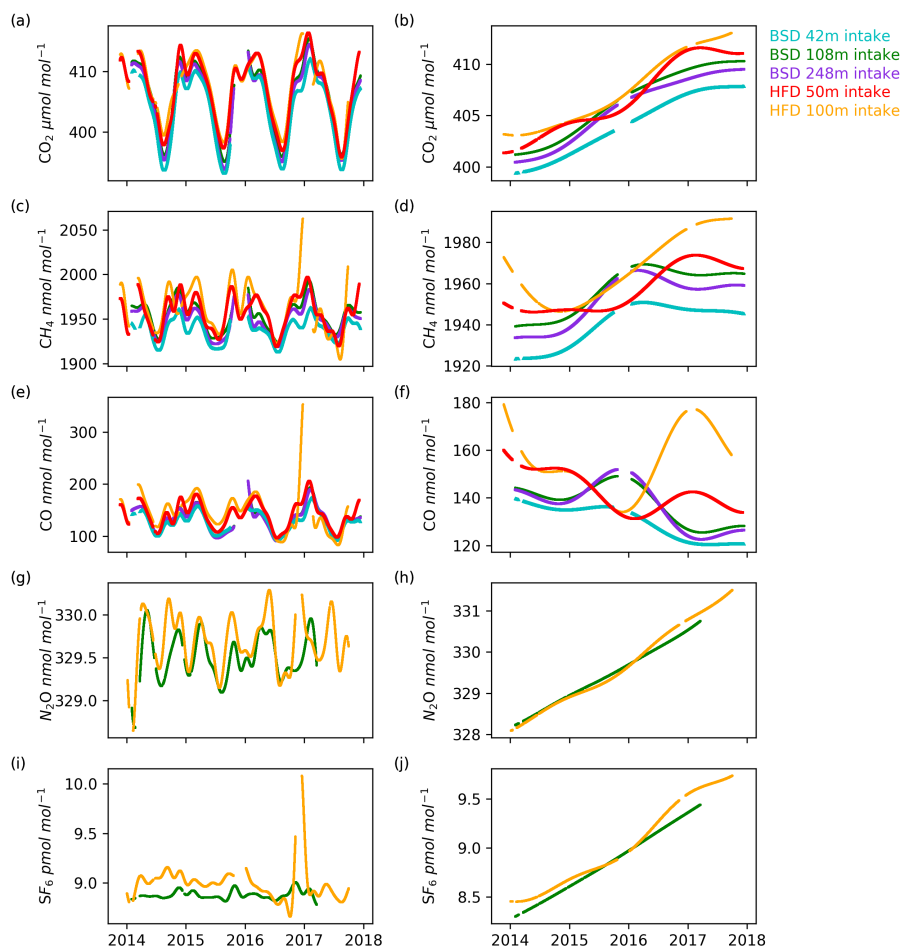 (a)
(b)
BSD 42m intake
BSD 108m intake
BSD 248m intake
HFD 50m intake
HFD 100m intake
CO₂ μmol mol⁻¹
410
400
CO₂ μmol mol⁻¹
410
405
400
(c)
(d)
CH₄ nmol mol⁻¹
2050
2000
1950
1900
CH₄ nmol mol⁻¹
1980
1960
1940
1920
(e)
(f)
CO nmol mol⁻¹
300
200
100
CO nmol mol⁻¹
180
160
140
120
(g)
(h)
N₂O nmol mol⁻¹
330.0
329.5
329.0
N₂O nmol mol⁻¹
331
330
329
328
(i)
(j)
SF₆ pmol mol⁻¹
10.0
9.5
9.0
SF₆ pmol mol⁻¹
9.5
9.0
8.5
2014 2015 2016 2017 2018
2014 2015 2016 2017 2018